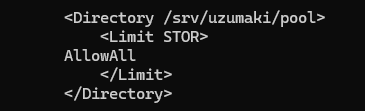 <Directory /srv/uzumaki/pool>
<Limit STOR>
AllowAll
</Limit>
</Directory>